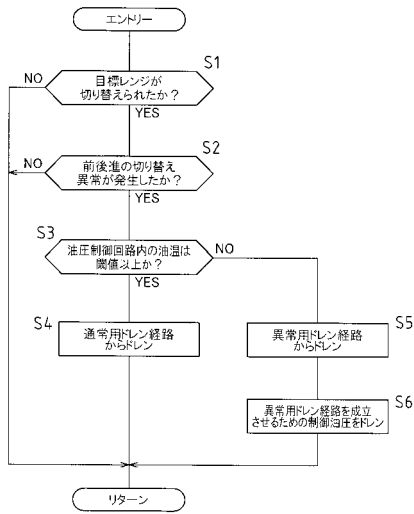 エントリー
S1
目標レンジが
切り替えられたか?
NO
YES
S2
前後進の切り替え
異常が発生したか?
NO
YES
S3
油圧制御回路内の油温は
閾値以上か?
NO
YES
S4
通常用ドレン経路
からドレン
S5
異常用ドレン経路
からドレン
S6
異常用ドレン経路を成立
させるための制御油圧をドレン
リターン